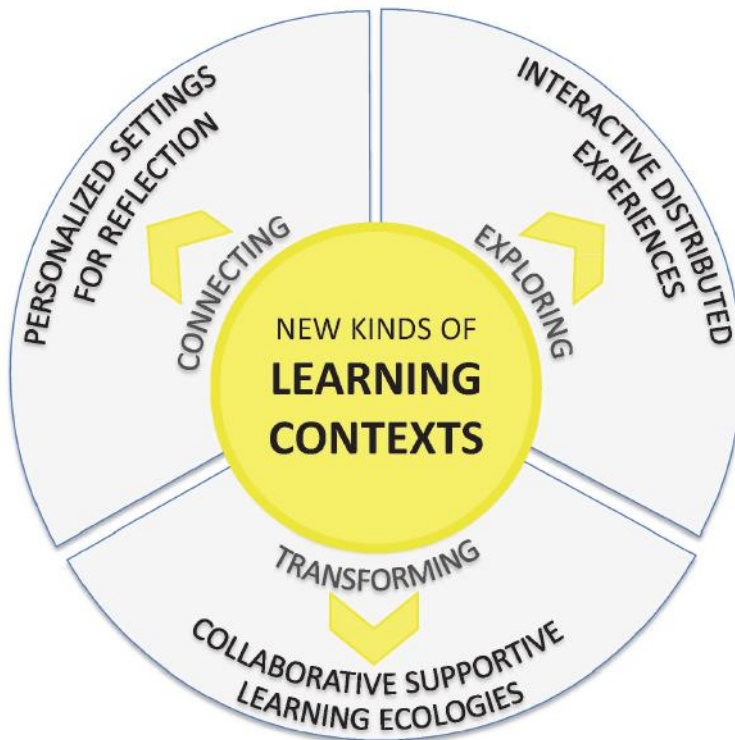 PERSONALIZED SETTINGS
FOR REFLECTION
CONNECTING
INTERACTIVE DISTRIBUTED
EXPERIENCES
EXPLORING
NEW KINDS OF
LEARNING
CONTEXTS
TRANSFORMING
COLLABORATIVE SUPPORTIVE
LEARNING ECOLOGIES